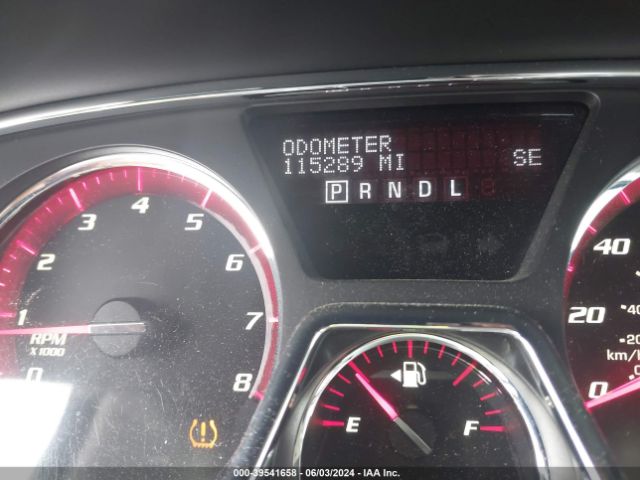 ODOMETER
115289 MI SE
P R N D L
0 1 2 3 4 5 6 7 8
RPM
X1000
E F
0 20 40
km/h
000-39541658 - 06/03/2024 - IAA Inc.